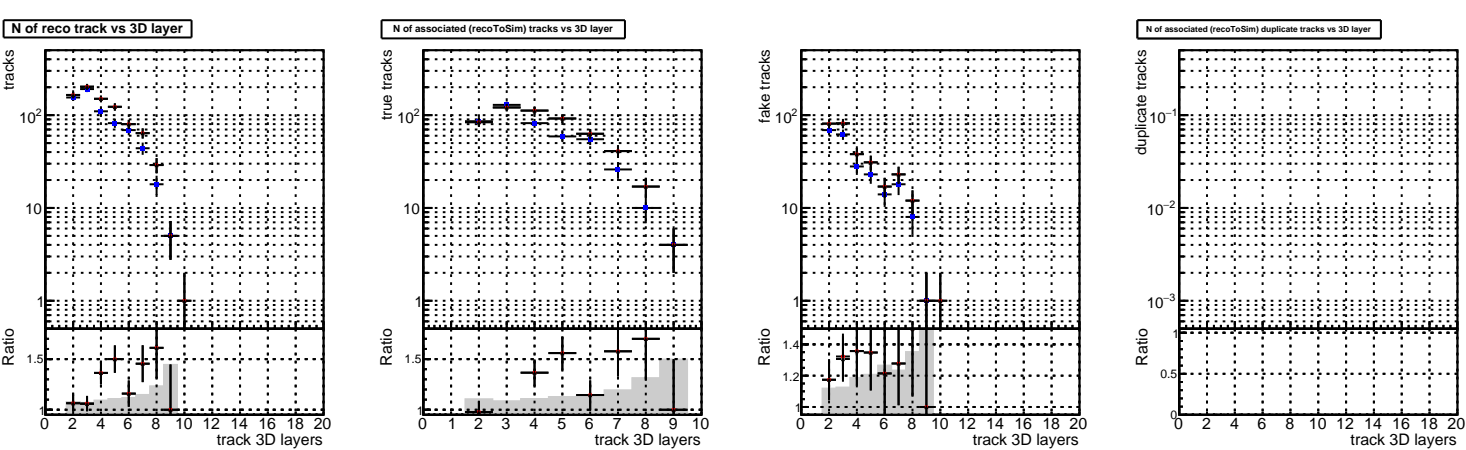 N of reco track vs 3D layer
tracks
10²
10
1
Ratio
1.5
1
0 2 4 6 8 10 12 14 16 18 20
track 3D layers
N of associated (recoToSim) tracks vs 3D layer
true tracks
10²
10
1
Ratio
1.5
1
0 1 2 3 4 5 6 7 8 9 10
track 3D layers
fake tracks
10²
10
1
Ratio
1.4
1.2
1
0 2 4 6 8 10 12 14 16 18 20
track 3D layers
N of associated (recoToSim) duplicate tracks vs 3D layer
duplicate tracks
10⁻¹
10⁻²
10⁻³
Ratio
1
0.5
0
0 2 4 6 8 10 12 14 16 18 20
track 3D layers